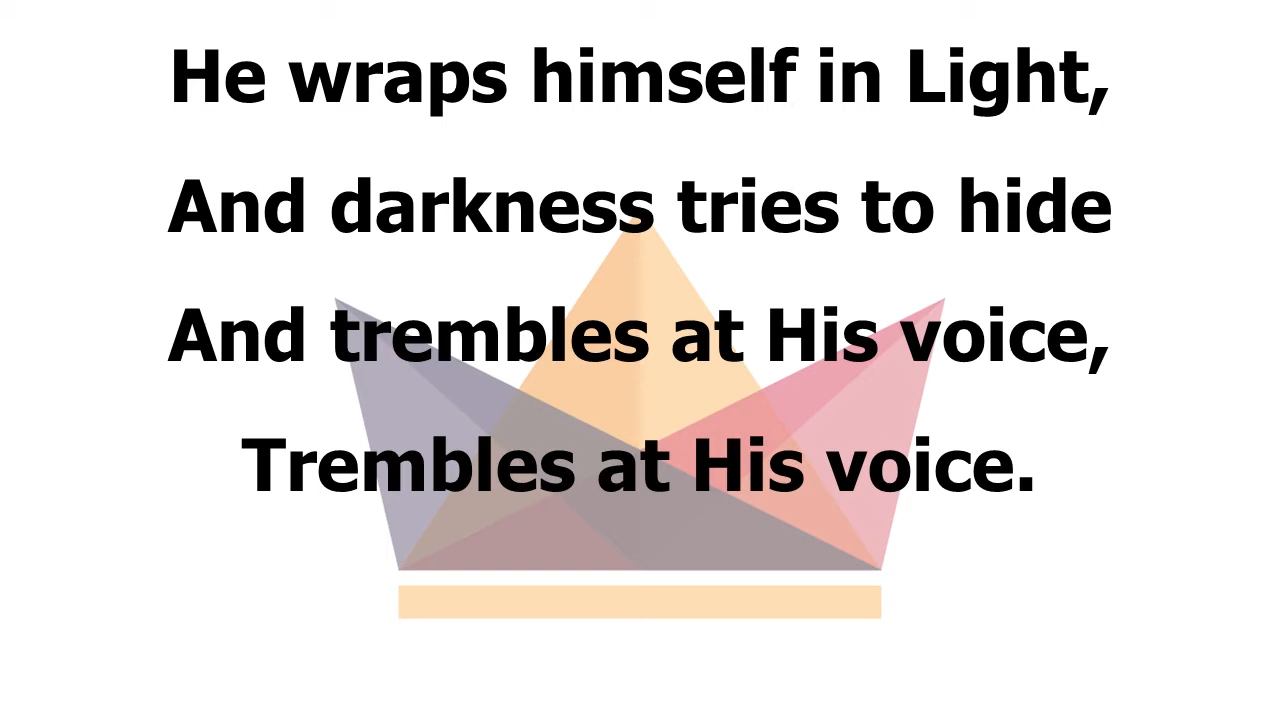 He wraps himself in Light,
And darkness tries to hide
And trembles at His voice,
Trembles at His voice.